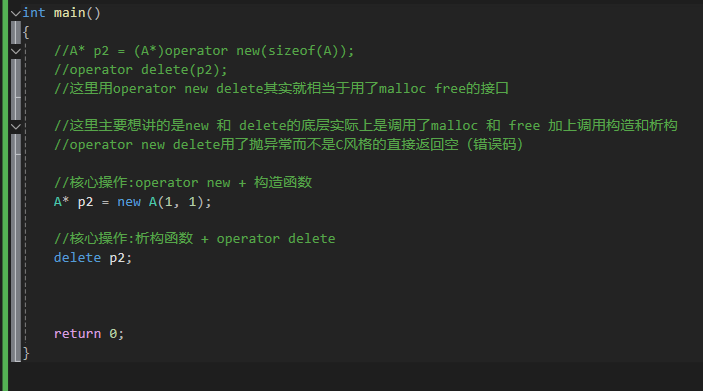 int main()
{
//A* p2 = (A*)operator new(sizeof(A));
//operator delete(p2);
//这里用operator new delete其实就相当于用了malloc free的接口
//这里主要想讲的是new 和 delete的底层实际上是调用了malloc 和 free 加上调用构造和析构
//operator new delete用了抛异常而不是C风格的直接返回空（错误码）
//核心操作:operator new + 构造函数
A* p2 = new A(1, 1);
//核心操作:析构函数 + operator delete
delete p2;
return 0;
}